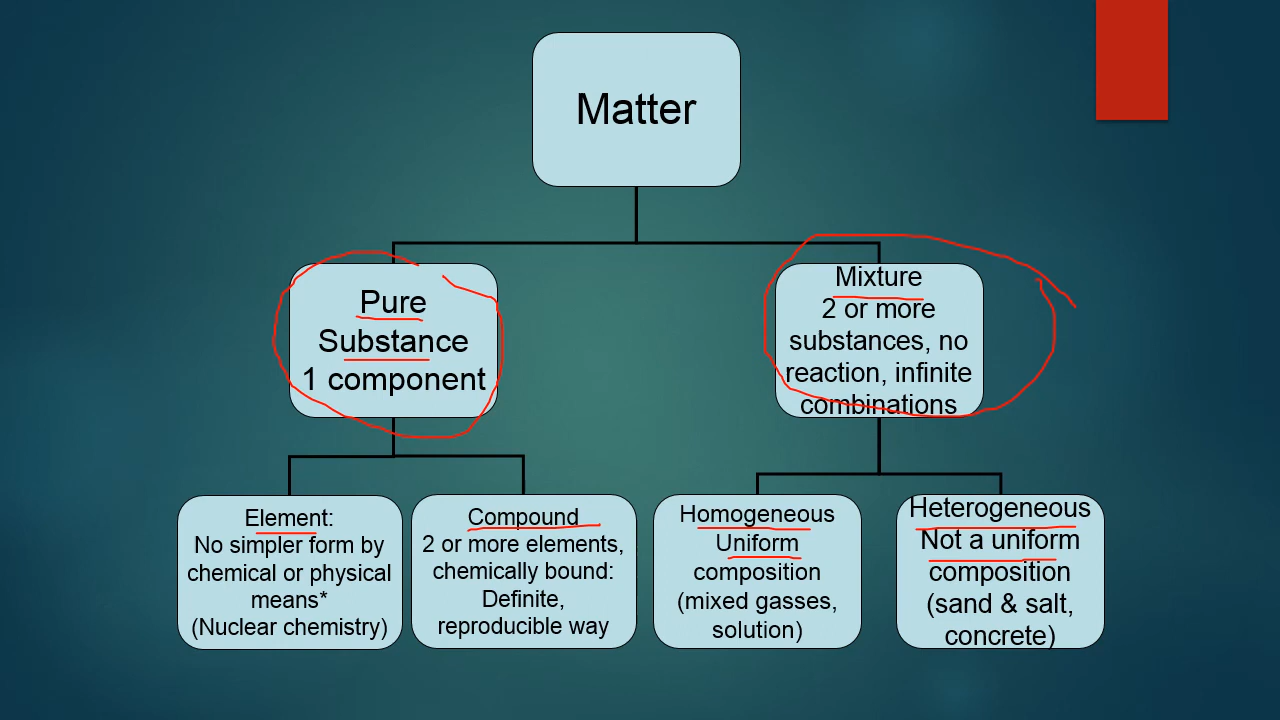 Matter
Pure
Substance
1 component
Mixture
2 or more
substances, no
reaction, infinite
combinations
Element:
No simpler form by
chemical or physical
means*
(Nuclear chemistry)
Compound
2 or more elements,
chemically bound:
Definite,
reproducible way
Homogeneous
Uniform
composition
(mixed gasses,
solution)
Heterogeneous
Not a uniform
composition
(sand & salt,
concrete)